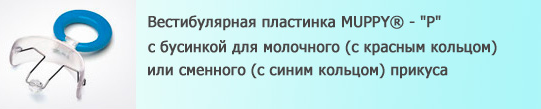 Вестибулярная пластинка MUPPY® - "P"
с бусинкой для молочного (с красным кольцом)
или сменного (с синим кольцом) прикуса